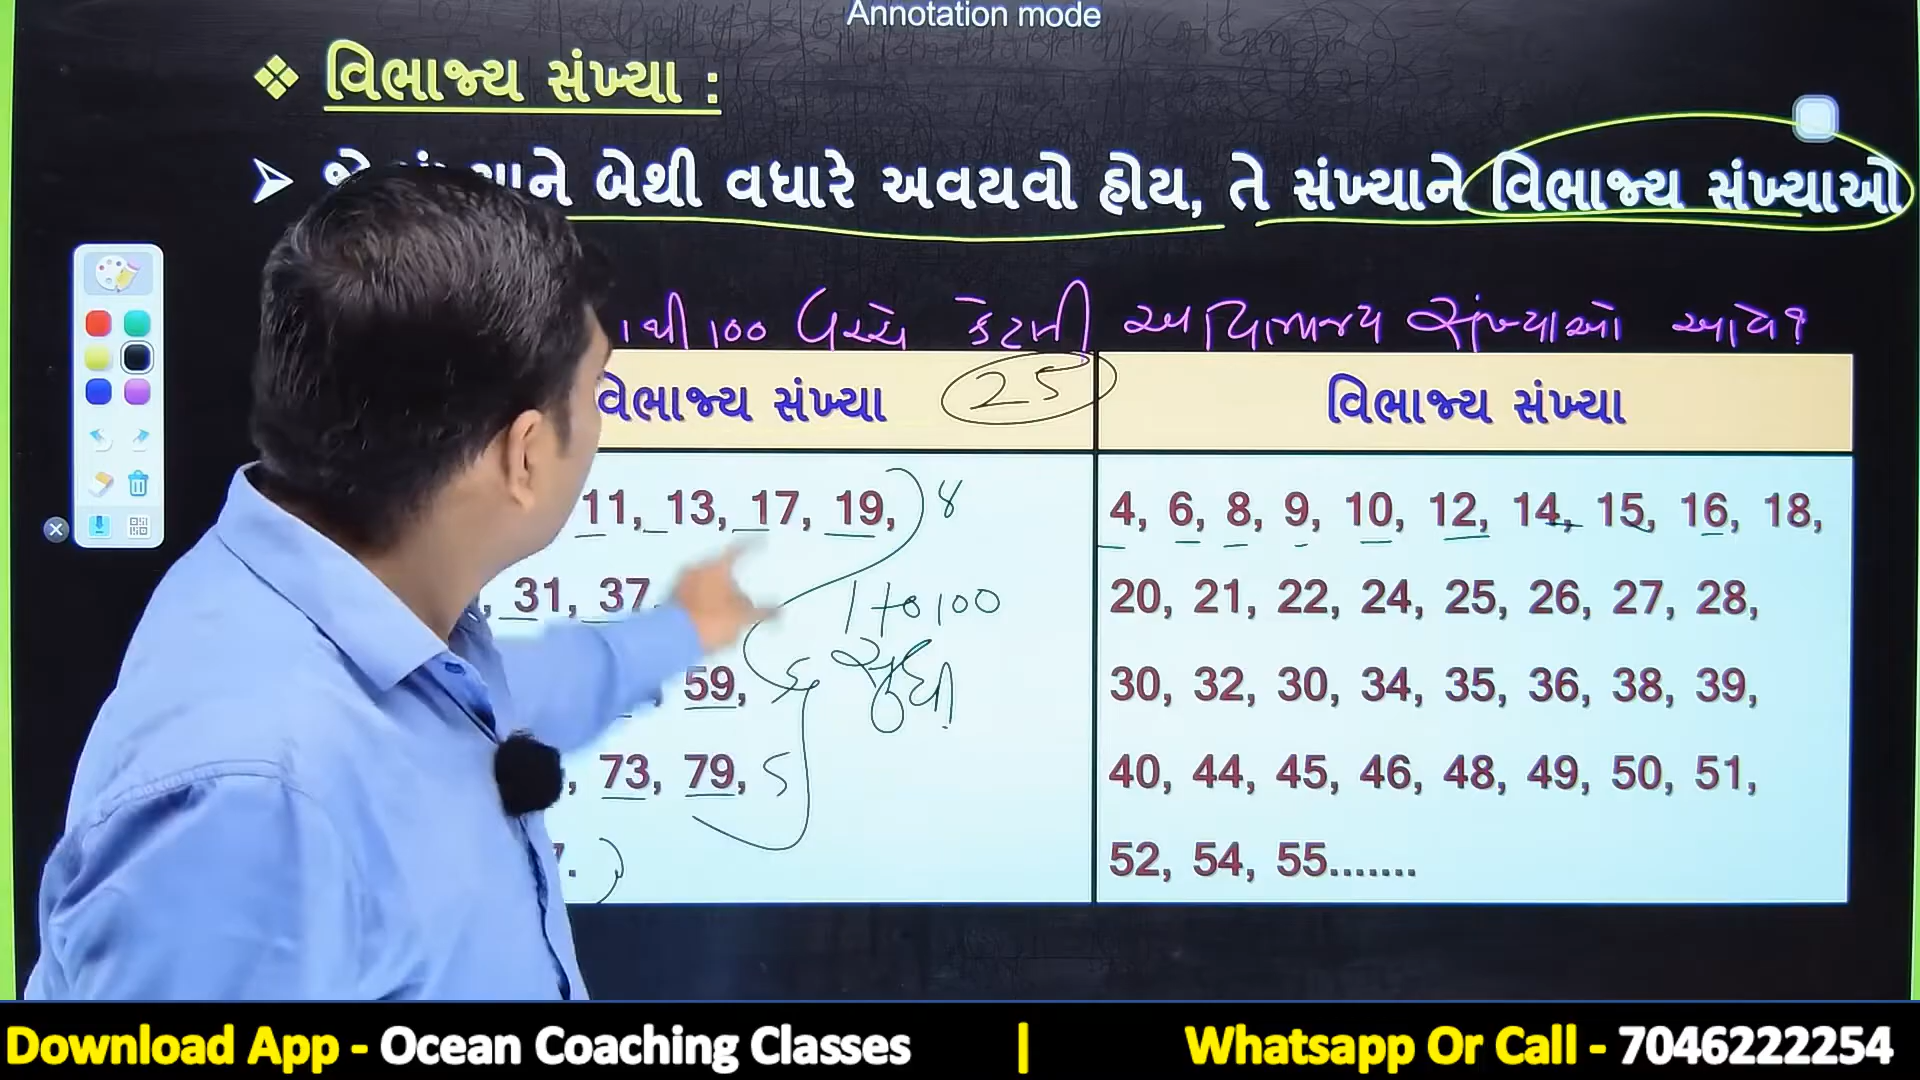 Annotation mode
❖ વિભાજ્ય સંખ્યા :
બેથી વધારે અવયવો હોય, તે સંખ્યાને વિભાજ્ય સંખ્યાઓ
1 થી 100 વચ્ચે કેટલી અવિભાજ્ય સંખ્યાઓ આવે?
વિભાજ્ય સંખ્યા 25 વિભાજ્ય સંખ્યા
11, 13, 17, 19, 8
31, 37
1 to 100
59,
સુધી
73, 79, 5
4, 6, 8, 9, 10, 12, 14, 15, 16, 18,
20, 21, 22, 24, 25, 26, 27, 28,
30, 32, 30, 34, 35, 36, 38, 39,
40, 44, 45, 46, 48, 49, 50, 51,
52, 54, 55.......
Download App - Ocean Coaching Classes | Whatsapp Or Call - 7046222254